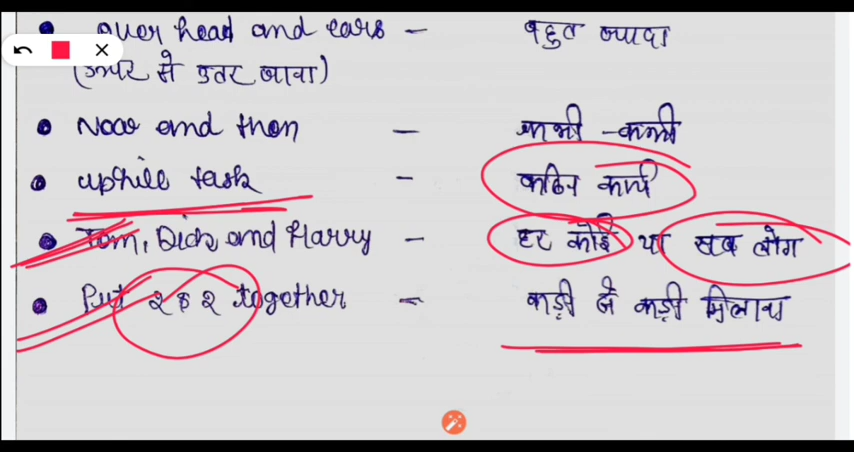 over head and ears – बहुत ज्यादा
(ऊपर से उतर जाना)
Now and then – कभी-कभी
uphill task – कठिन कार्य
Tom, Dick and Harry – हर कोई या सब लोग
Put 2 & 2 together – कड़ी से कड़ी मिलाना